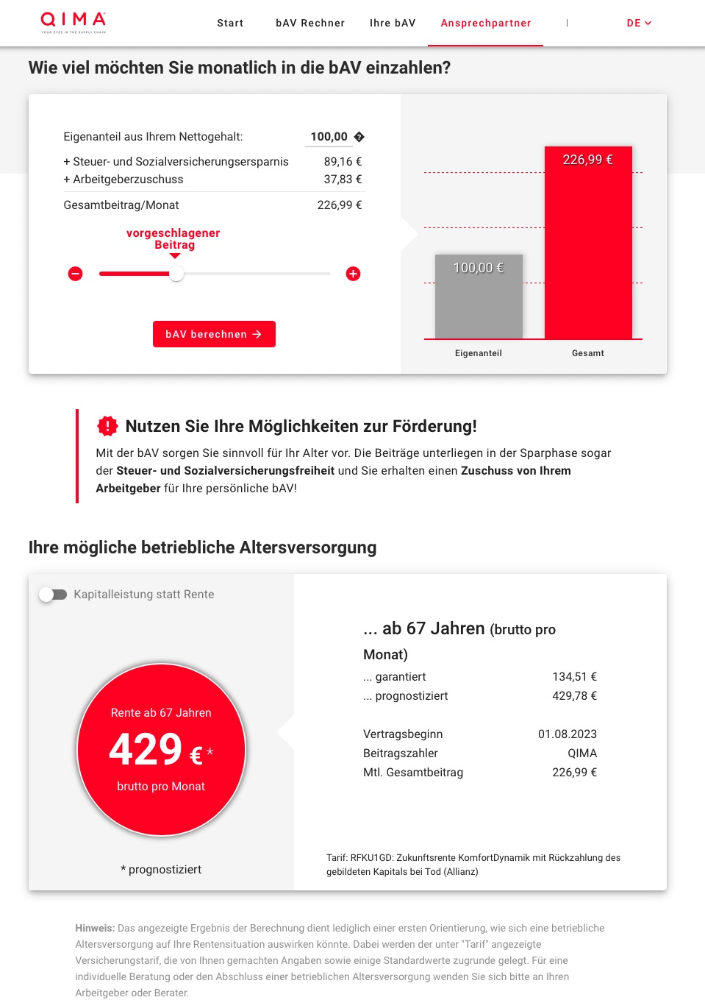 QIMA
YOUR EYES IN THE SUPPLY CHAIN
Start bAV Rechner Ihre bAV Ansprechpartner | DE
Wie viel möchten Sie monatlich in die bAV einzahlen?
Eigenanteil aus Ihrem Nettogehalt: 100,00 ?
+ Steuer- und Sozialversicherungsersparnis 89,16 €
+ Arbeitgeberzuschuss 37,83 €
Gesamtbeitrag/Monat 226,99 €
vorgeschlagener
Beitrag
bAV berechnen →
226,99 €
100,00 €
Eigenanteil Gesamt
Nutzen Sie Ihre Möglichkeiten zur Förderung!
Mit der bAV sorgen Sie sinnvoll für Ihr Alter vor. Die Beiträge unterliegen in der Sparphase sogar
der Steuer- und Sozialversicherungsfreiheit und Sie erhalten einen Zuschuss von Ihrem
Arbeitgeber für Ihre persönliche bAV!
Ihre mögliche betriebliche Altersversorgung
Kapitalleistung statt Rente
Rente ab 67 Jahren
429 € *
brutto pro Monat
* prognostiziert
... ab 67 Jahren (brutto pro
Monat)
... garantiert 134,51 €
... prognostiziert 429,78 €
Vertragsbeginn 01.08.2023
Beitragszahler QIMA
Mtl. Gesamtbeitrag 226,99 €
Tarif: RFKU1GD: Zukunftsrente KomfortDynamik mit Rückzahlung des
gebildeten Kapitals bei Tod (Allianz)
Hinweis: Das angezeigte Ergebnis der Berechnung dient lediglich einer ersten Orientierung, wie sich eine betriebliche
Altersversorgung auf Ihre Rentensituation auswirken könnte. Dabei werden der unter "Tarif" angezeigte
Versicherungstarif, die von Ihnen gemachten Angaben sowie einige Standardwerte zugrunde gelegt. Für eine
individuelle Beratung oder den Abschluss einer betrieblichen Altersversorgung wenden Sie sich bitte an Ihren
Arbeitgeber oder Berater.